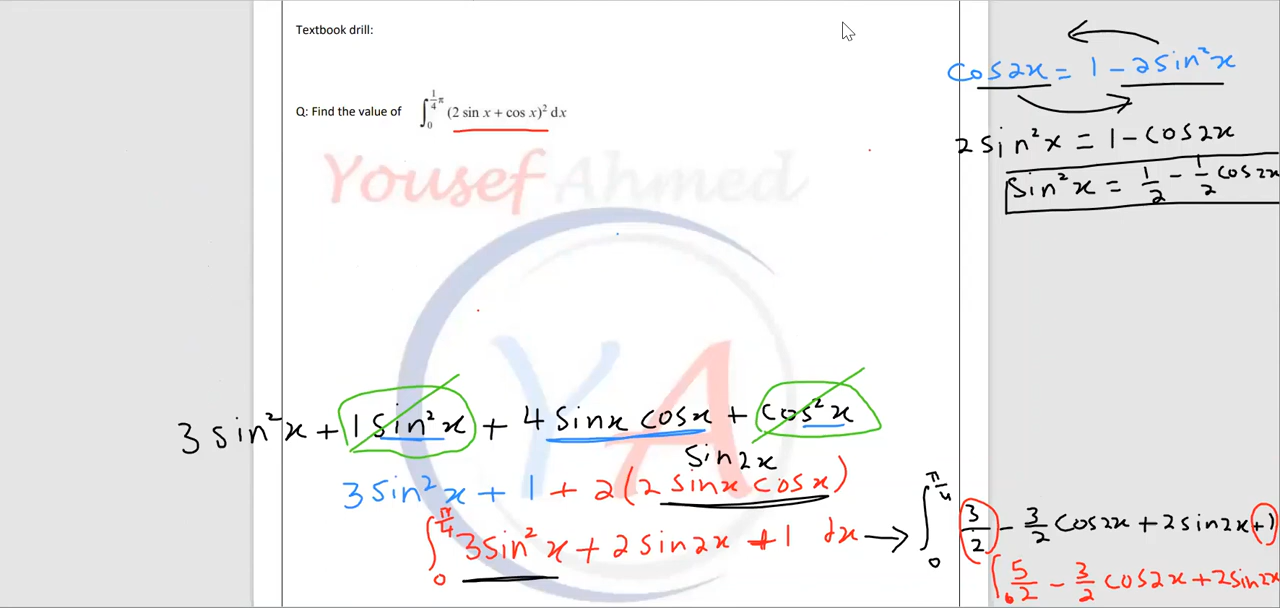 Textbook drill:
Q: Find the value of ∫₀^{¼π} (2 sin x + cos x)² dx
Yousef Ahmed
YA
cos2x = 1 - 2sin²x
2sin²x = 1 - cos2x
sin²x = 1/2 - 1/2 cos2x
3sin²x + 1sin²x + 4sinx cosx + cos²x
sin2x
3sin²x + 1 + 2(2sinx cosx)
∫₀^{π/4} 3sin²x + 2sin2x + 1 dx → ∫₀^{π/4} 3/2 - 3/2 cos2x + 2sin2x + 1
∫₀ 5/2 - 3/2 cos2x + 2sin2x